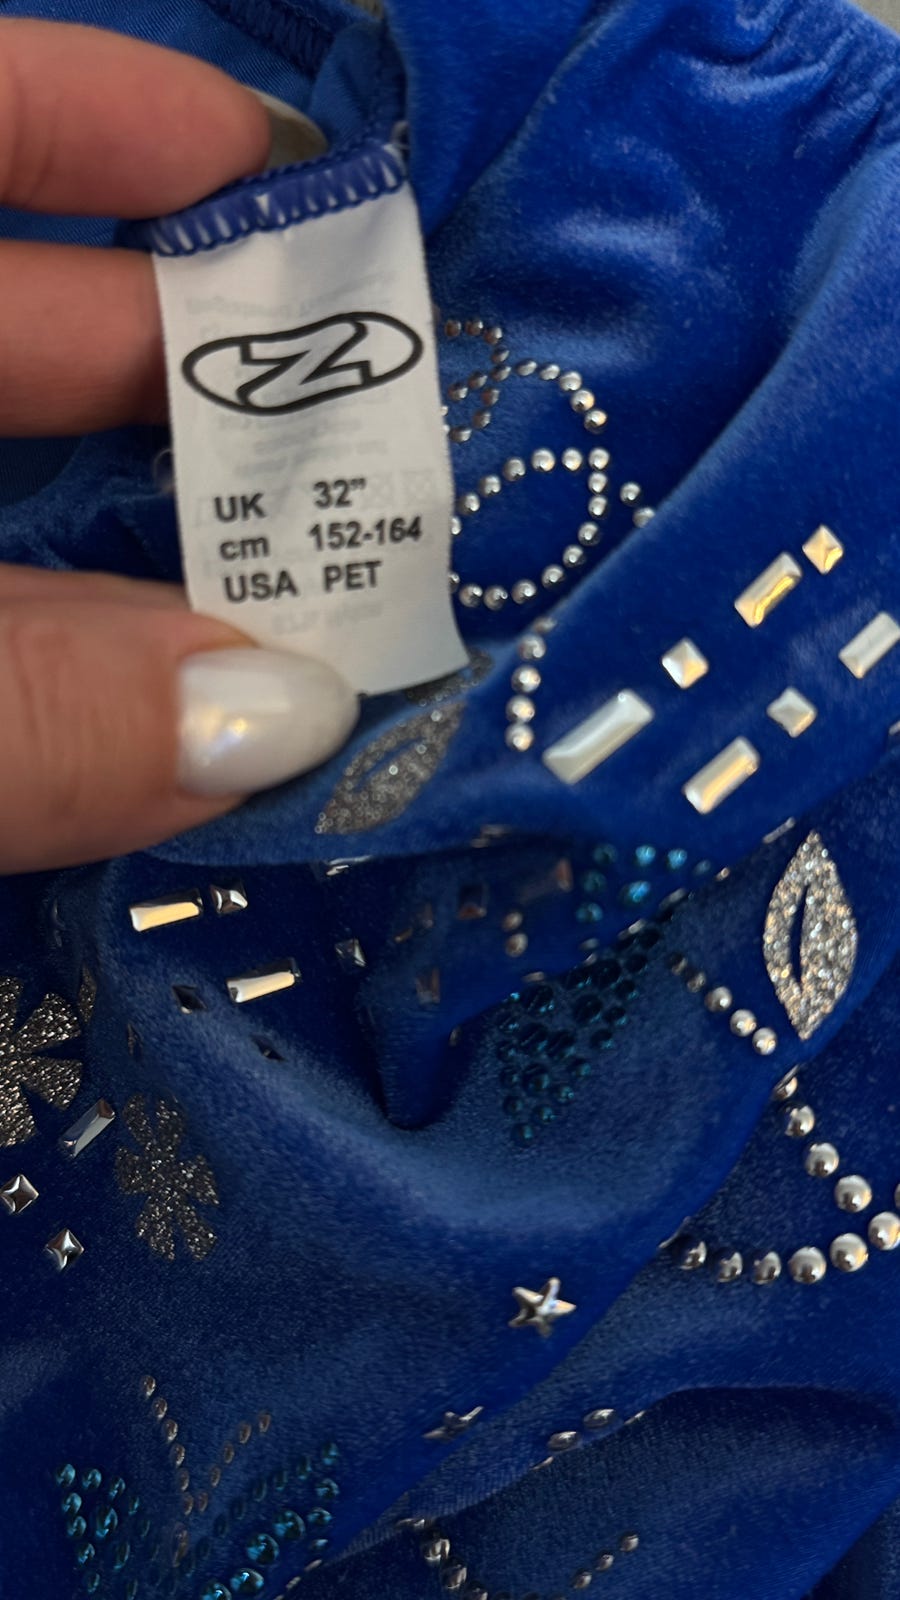 Z
UK 32"
cm 152-164
USA PET